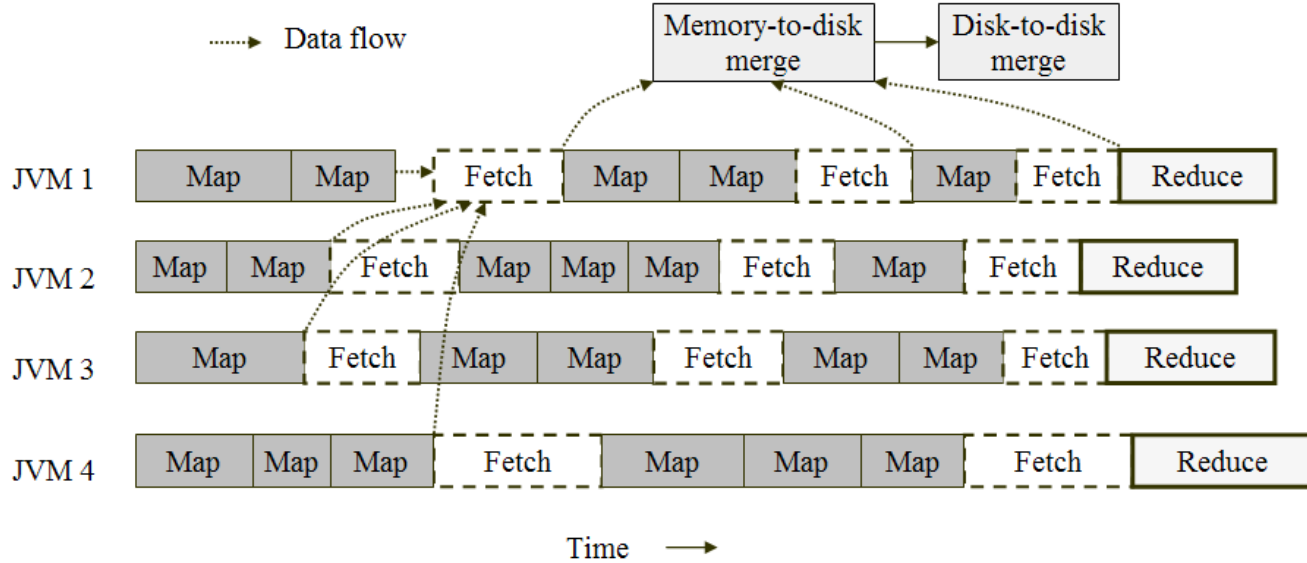 Data flow
Memory-to-disk
merge
Disk-to-disk
merge
JVM 1
Map Map Fetch Map Map Fetch Map Fetch Reduce
JVM 2
Map Map Fetch Map Map Map Fetch Map Fetch Reduce
JVM 3
Map Fetch Map Map Fetch Map Map Fetch Reduce
JVM 4
Map Map Map Fetch Map Map Map Fetch Reduce
Time